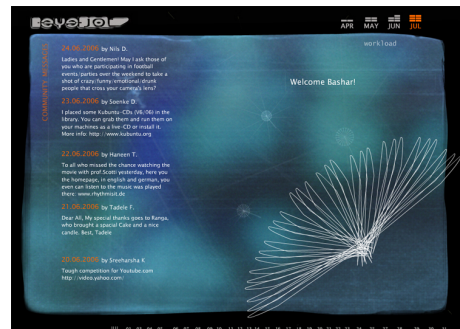 APR MAY JUN JUL
workload
COMMUNITY MESSAGES
Welcome Bashar!
24.06.2006 by Nils D.
Ladies and Gentlemen! May I ask those of
you who are participating in football
events/parties over the weekend to take a
shot of crazy/funny/emotional/drunk
people that cross your camera's lens?
23.06.2006 by Soenke D.
I placed some Kubuntu-CDs (V6/06) in the
library. You can grab them and run them on
your machines as a live-CD or install it.
More info: http://www.kubuntu.org
22.06.2006 by Haneen T.
To all who missed the chance watching the
movie with prof.Scotti yesterday, here you
the homepage, in english and german, you
even can listen to the music was played
there: www.rhythmisit.de
21.06.2006 by Tadele F.
Dear All, My special thanks goes to Ranga,
who brought a spacial Cake and a nice
candle. Best, Tadele
20.06.2006 by Sreeharsha K
Tough competition for Youtube.com
http://video.yahoo.com/